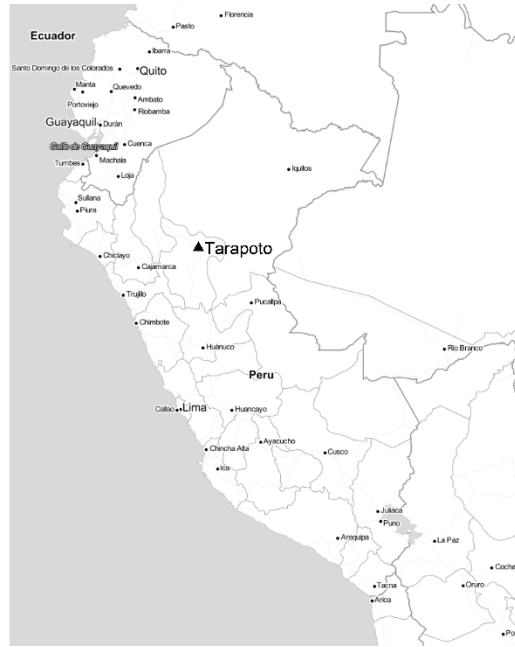 Florencia
Pasto
Ecuador
Ibarra
Santo Domingo de los Colorados
Quito
Manta
Quevedo
Portoviejo
Ambato
Riobamba
Guayaquil
Durán
Golfo de Guayaquil
Cuenca
Machala
Tumbes
Loja
Iquitos
Sullana
Piura
Tarapoto
Chiclayo
Cajamarca
Trujillo
Pucallpa
Chimbote
Huánuco
Rio Branco
Peru
Callao
Lima
Huancayo
Ayacucho
Chincha Alta
Cusco
Ica
Juliaca
Puno
Arequipa
La Paz
Cocha
Tacna
Oruro
Arica
Po